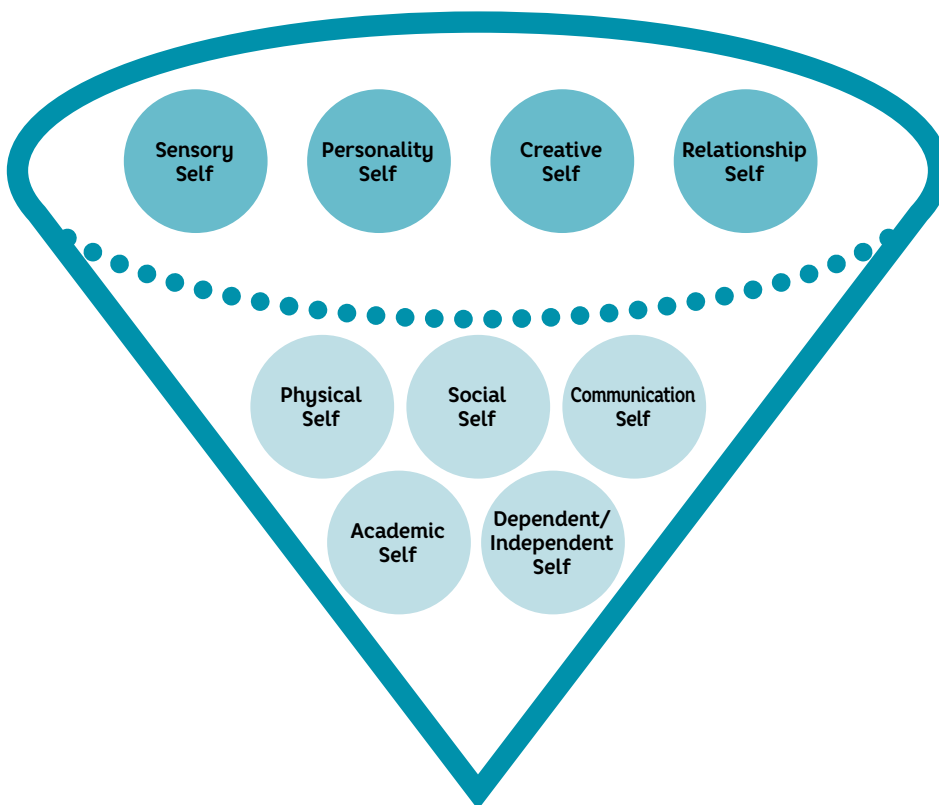 Sensory
Self
Personality
Self
Creative
Self
Relationship
Self
Physical
Self
Social
Self
Communication
Self
Academic
Self
Dependent/
Independent
Self